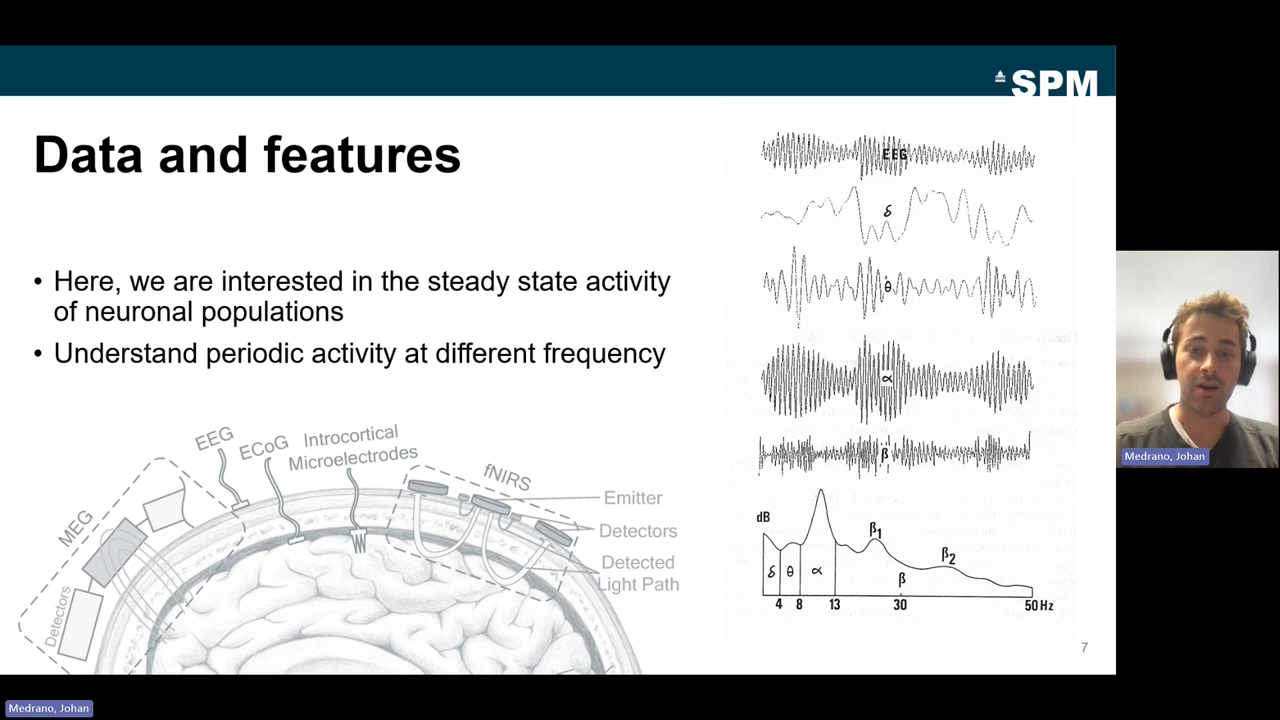 SPM
Data and features
• Here, we are interested in the steady state activity
of neuronal populations
• Understand periodic activity at different frequency
EEG
δ
θ
α
β
dB
β1
β2
δ θ α β
4 8 13 30 50 Hz
MEG
Detectors
EEG
ECoG
Introcortical
Microelectrodes
fNIRS
Emitter
Detectors
Detected
Light Path
7
Medrano, Johan
Medrano, Johan